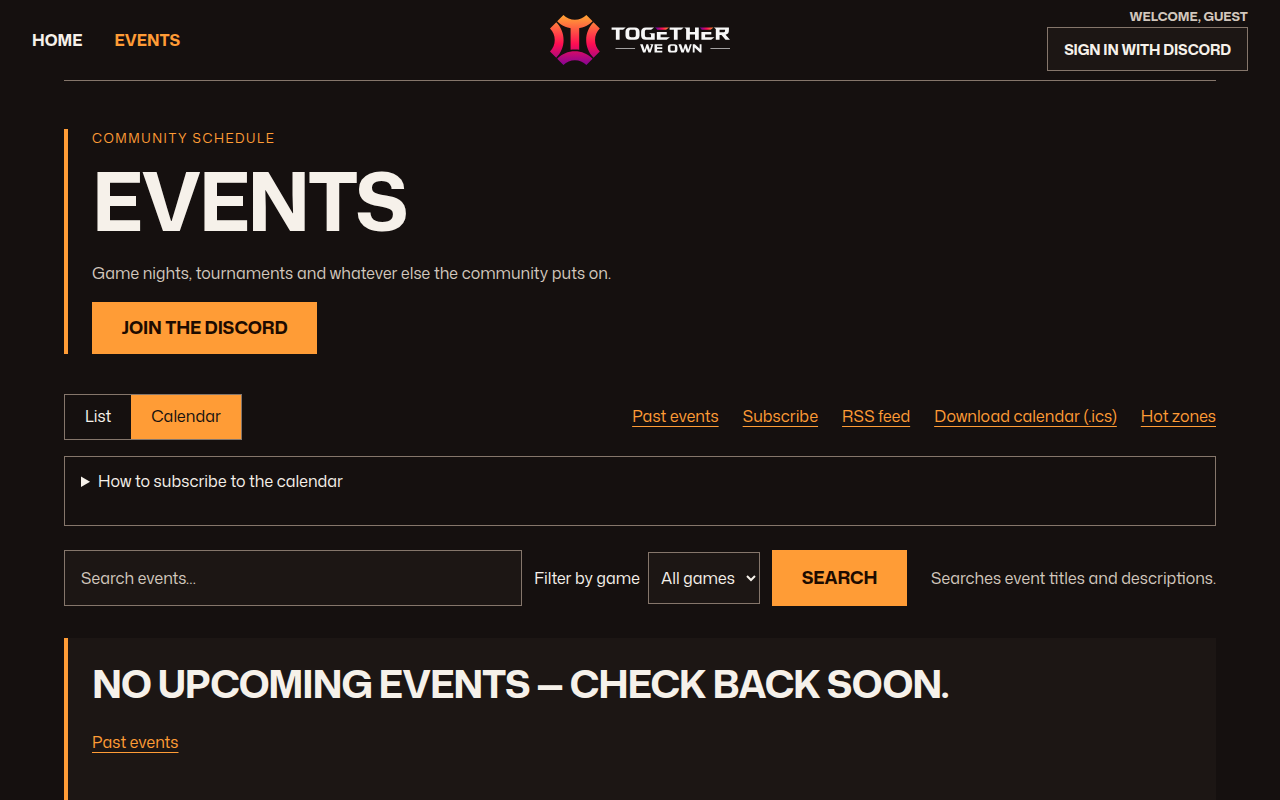 HOME
EVENTS
TOGETHER
WE OWN
WELCOME, GUEST
SIGN IN WITH DISCORD
COMMUNITY SCHEDULE
EVENTS
Game nights, tournaments and whatever else the community puts on.
JOIN THE DISCORD
List
Calendar
Past events
Subscribe
RSS feed
Download calendar (.ics)
Hot zones
How to subscribe to the calendar
Search events...
Filter by game
All games
SEARCH
Searches event titles and descriptions.
NO UPCOMING EVENTS — CHECK BACK SOON.
Past events